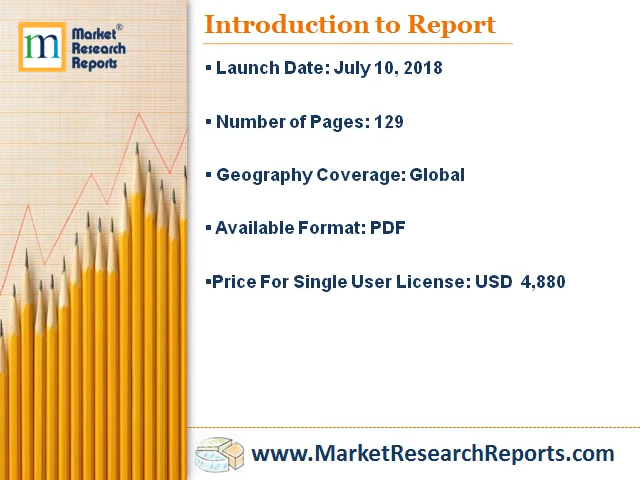 m
Market®
Research
Reports
Introduction to Report
▪ Launch Date: July 10, 2018
▪ Number of Pages: 129
▪ Geography Coverage: Global
▪ Available Format: PDF
▪Price For Single User License: USD 4,880
www.MarketResearchReports.com